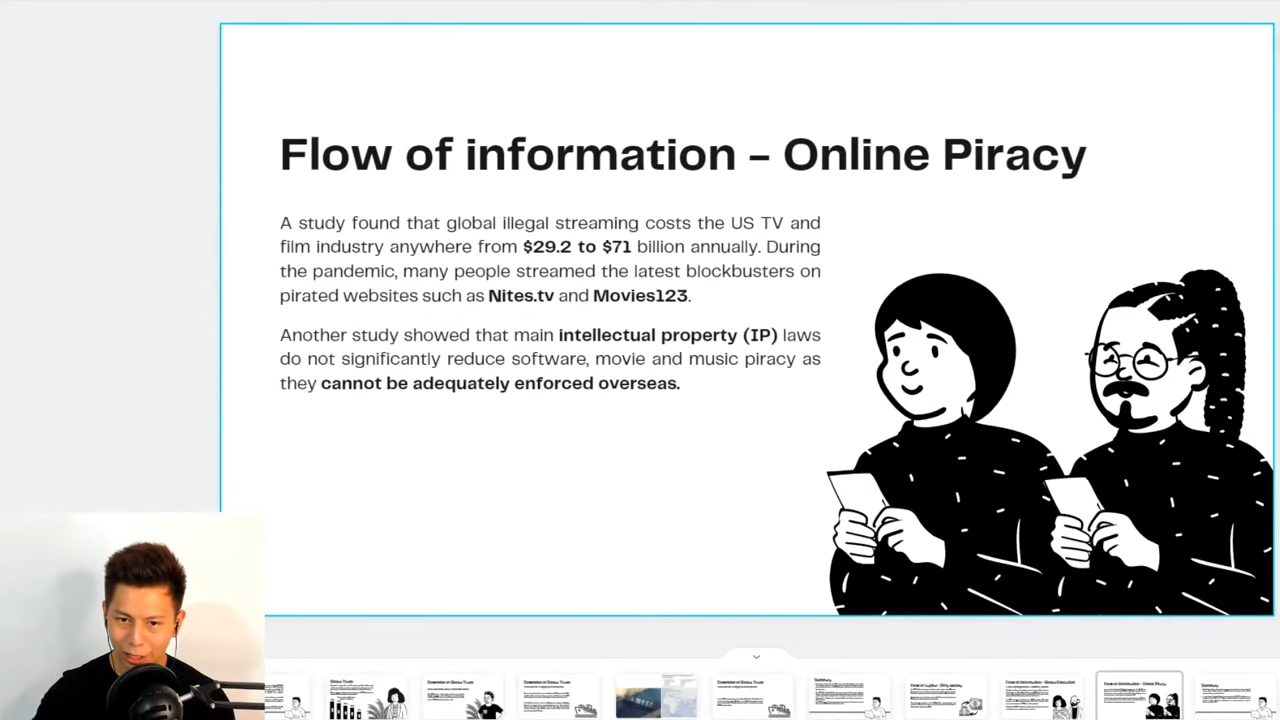 Flow of information – Online Piracy
A study found that global illegal streaming costs the US TV and
film industry anywhere from $29.2 to $71 billion annually. During
the pandemic, many people streamed the latest blockbusters on
pirated websites such as Nites.tv and Movies123.
Another study showed that main intellectual property (IP) laws
do not significantly reduce software, movie and music piracy as
they cannot be adequately enforced overseas.